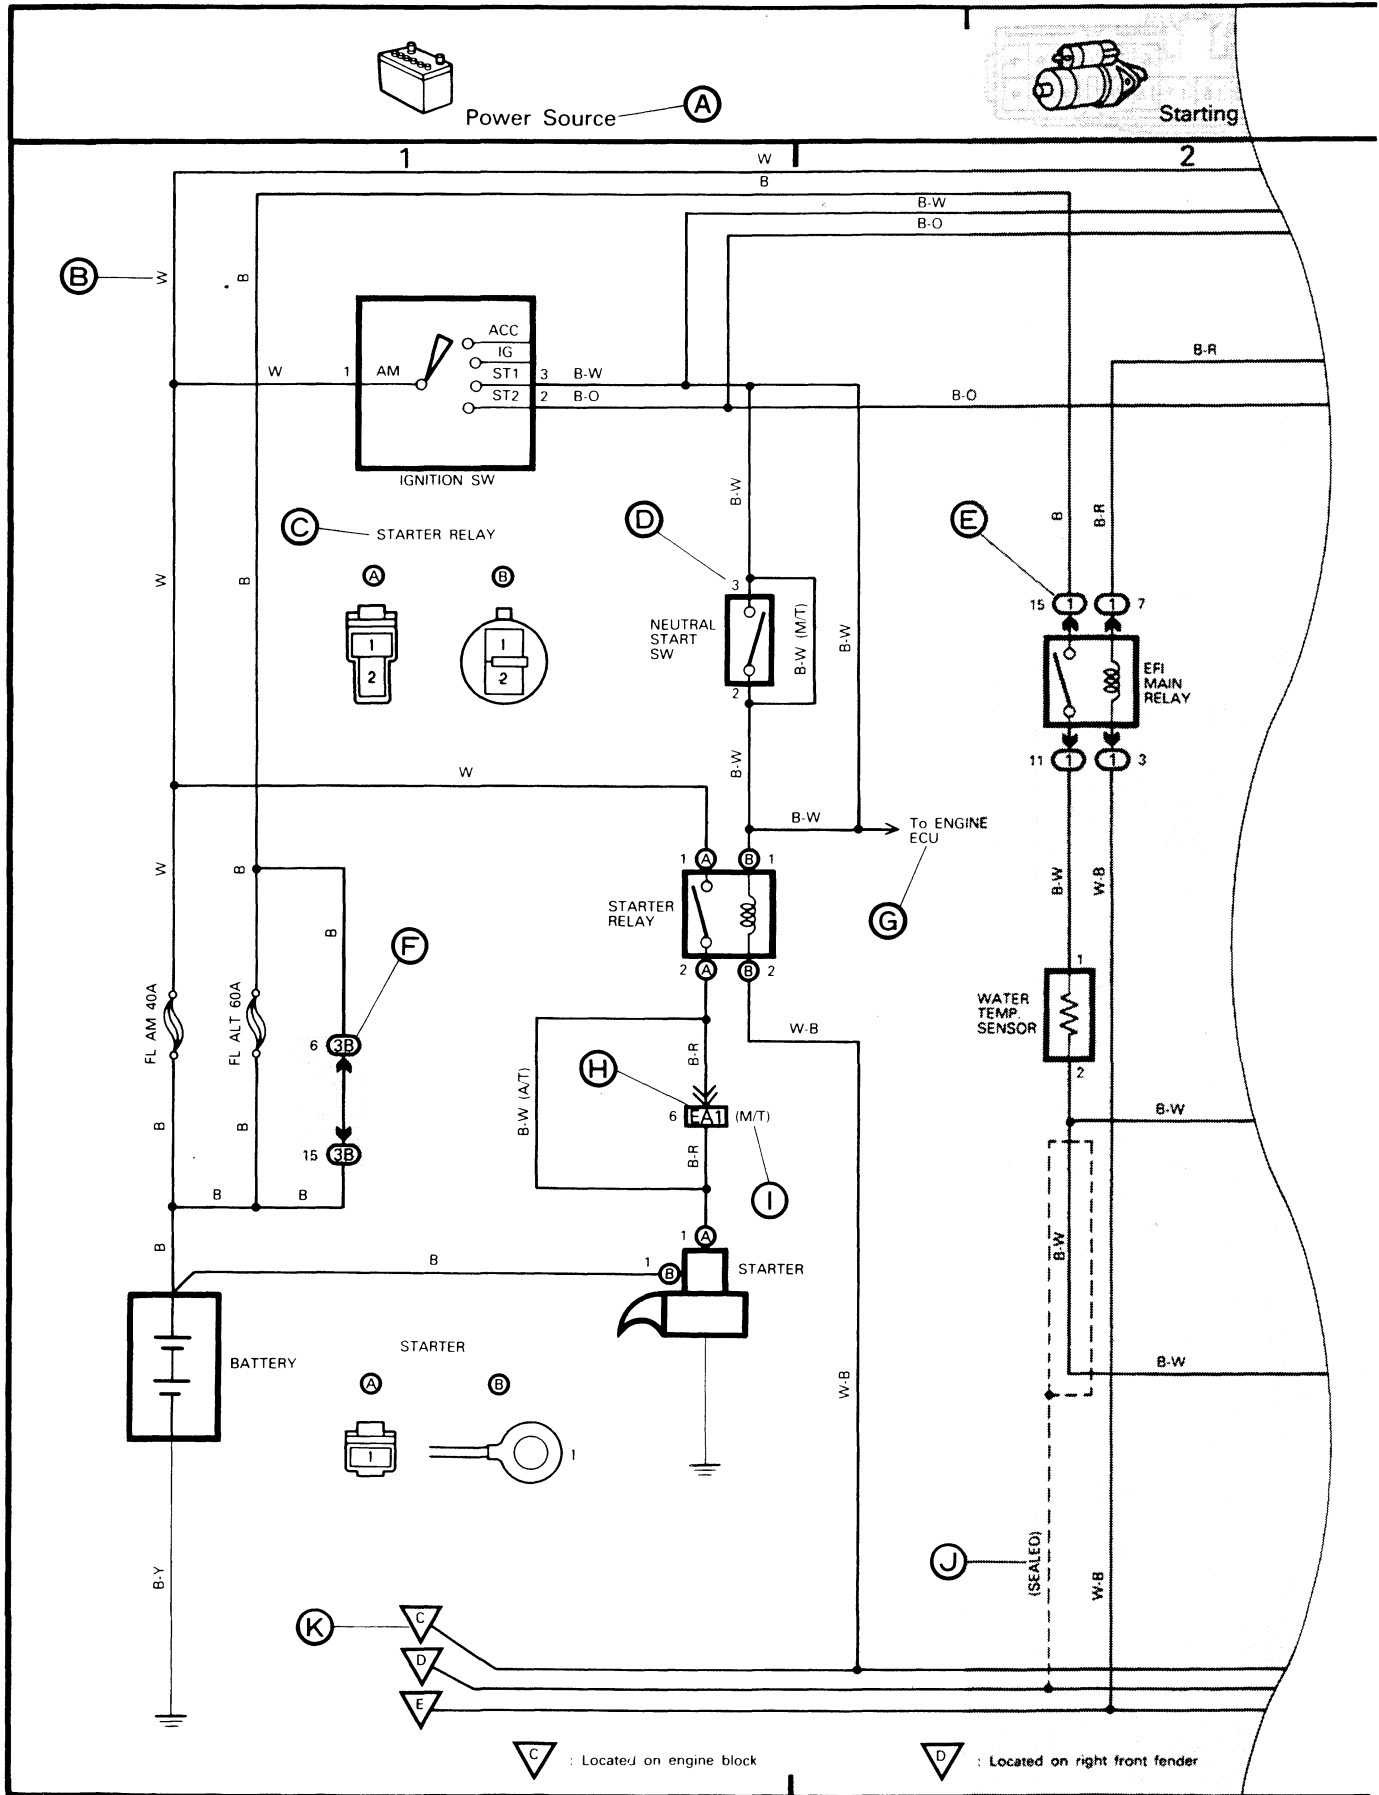 Power Source
A
Starting
1
2
W
B
B-W
B-O
B
W
B
B-R
ACC
IG
W
1
AM
ST1
3
B-W
ST2
2
B-O
B-O
IGNITION SW
B-W
C
STARTER RELAY
D
E
B
B-R
W
B
A
B
3
15
1
1
7
NEUTRAL
START
SW
B-W (M/T)
B-W
1
2
1
2
EFI
MAIN
RELAY
2
W
B-W
11
1
1
3
B-W
To ENGINE
ECU
1
A
B
1
W
B
B-W
W-B
STARTER
RELAY
G
B
F
2
A
B
2
FL AM 40A
FL ALT 60A
WATER
TEMP.
SENSOR
1
2
W-B
6
3B
B-R
H
B-W (A/T)
6
EA1
(M/T)
B-W
B
B
15
3B
B-R
I
B
B
B
1
A
B-W
B
1
B
STARTER
BATTERY
STARTER
B-W
A
B
W-B
1
1
J
(SEALED)
B-Y
W-B
K
C
D
E
C
: Located on engine block
D
: Located on right front fender